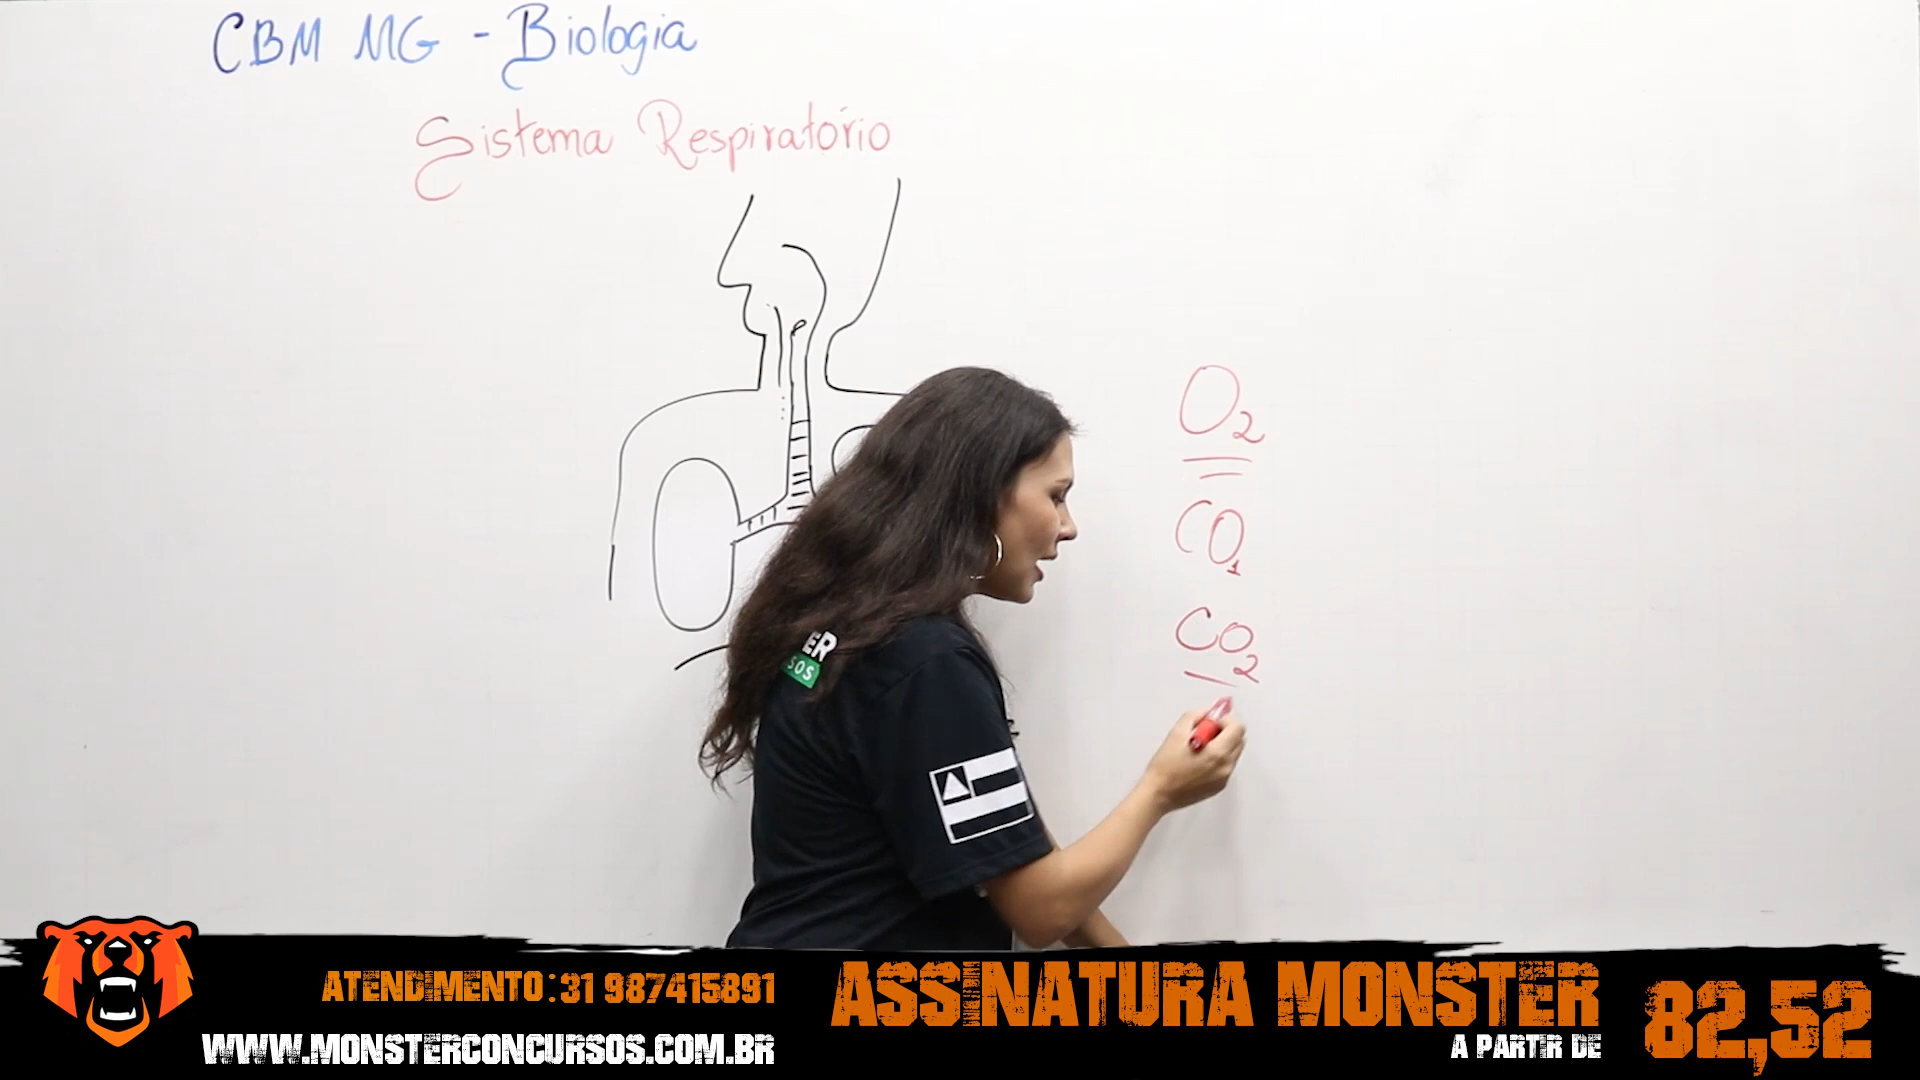 CBM MG - Biologia
Sistema Respiratório
O2
CO1
CO2
ER
SOS
ATENDIMENTO: 31 987415891
WWW.MONSTERCONCURSOS.COM.BR
ASSINATURA MONSTER
A PARTIR DE
82,52